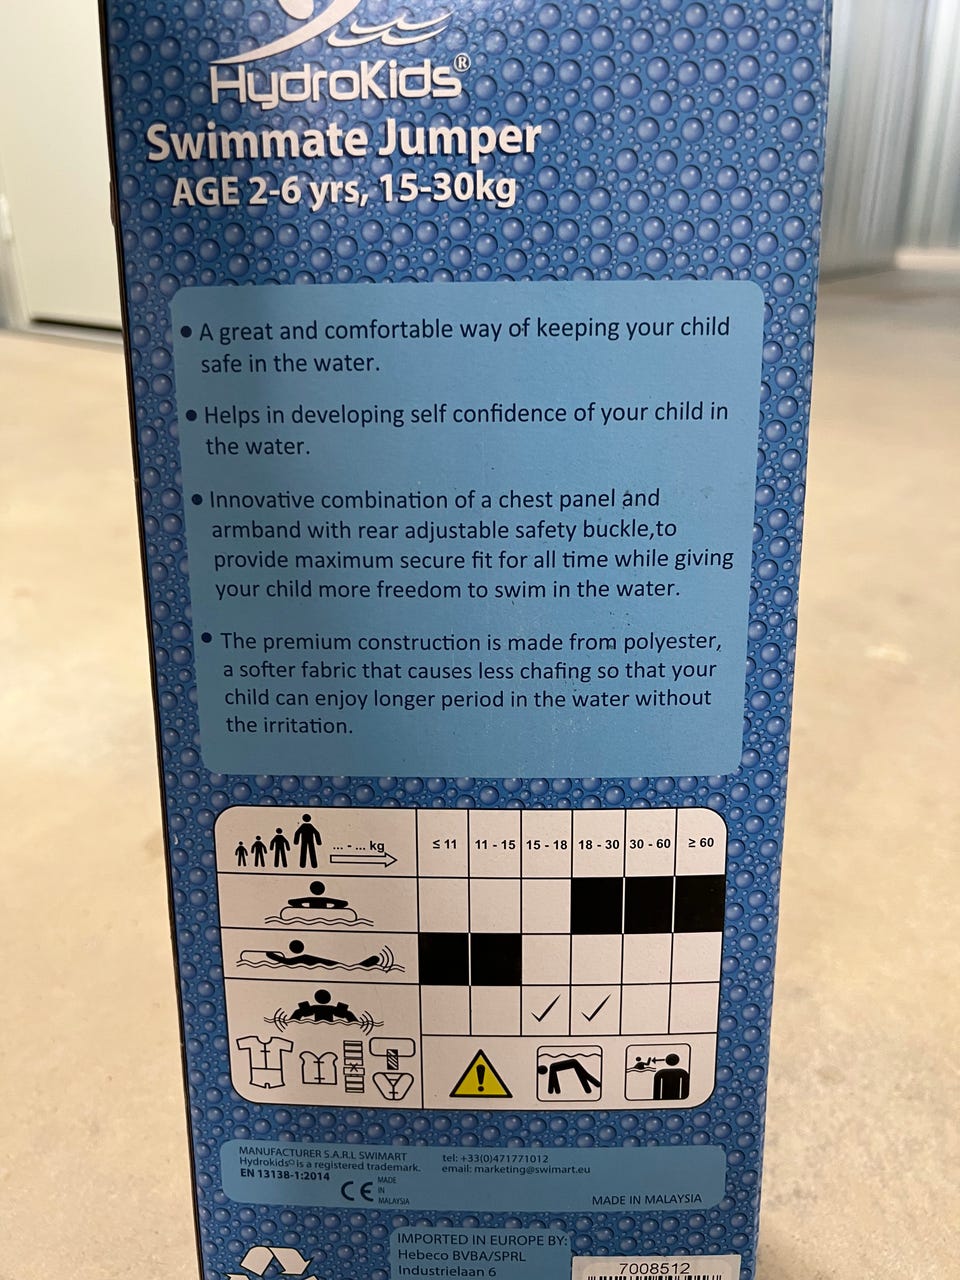 HydroKids®
Swimmate Jumper
AGE 2-6 yrs, 15-30kg
• A great and comfortable way of keeping your child
safe in the water.
• Helps in developing self confidence of your child in
the water.
• Innovative combination of a chest panel and
armband with rear adjustable safety buckle,to
provide maximum secure fit for all time while giving
your child more freedom to swim in the water.
• The premium construction is made from polyester,
a softer fabric that causes less chafing so that your
child can enjoy longer period in the water without
the irritation.
... - ... kg ≤ 11 11 - 15 15 - 18 18 - 30 30 - 60 ≥ 60
MANUFACTURER S.A.R.L SWIMART
Hydrokids© is a registered trademark.
EN 13138-1:2014
CE
MADE
IN
MALAYSIA
tel: +33(0)471771012
email: marketing@swimart.eu
MADE IN MALAYSIA
IMPORTED IN EUROPE BY:
Hebeco BVBA/SPRL
Industrielaan 6
7008512